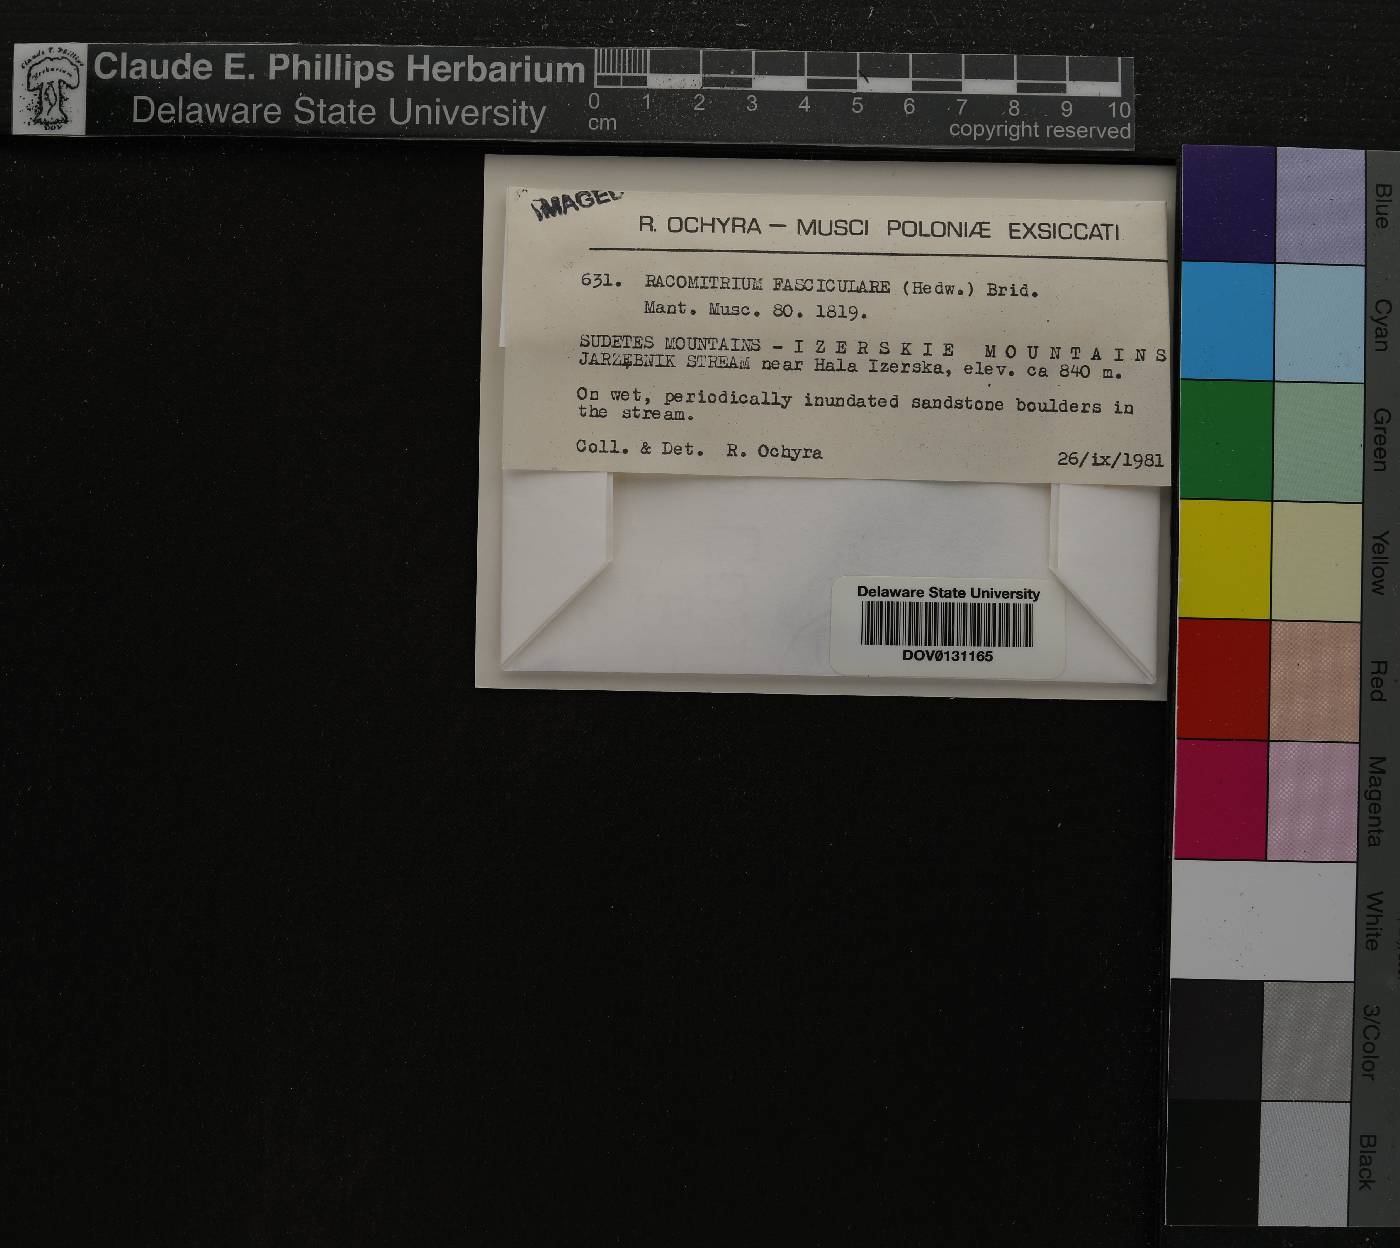 Claude E. Phillips Herbarium
Delaware State University
0 1 2 3 4 5 6 7 8 9 10
cm
copyright reserved
IMAGED
R. OCHYRA — MUSCI POLONIÆ EXSICCATI
631. RACOMITRIUM FASCICULARE (Hedw.) Brid.
Mant. Musc. 80. 1819.
SUDETES MOUNTAINS - I Z E R S K I E M O U N T A I N S
JARZĘBNIK STREAM near Hala Izerska, elev. ca 840 m.
On wet, periodically inundated sandstone boulders in
the stream.
Coll. & Det. R. Ochyra 26/ix/1981
Delaware State University
DOV0131165
Blue
Cyan
Green
Yellow
Red
Magenta
White
3/Color
Black